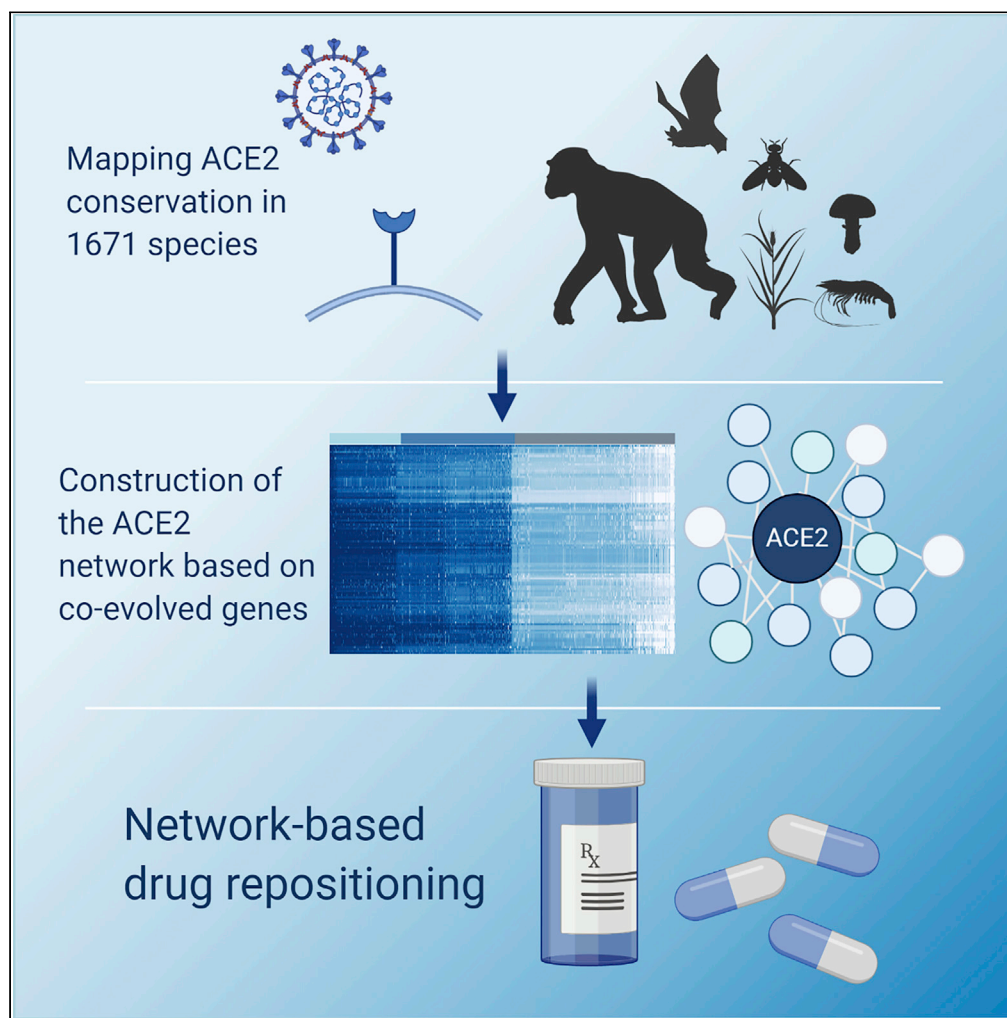 Mapping ACE2
conservation in
1671 species
Construction of
the ACE2
network based on
co-evolved genes
ACE2
Network-based
drug repositioning
Rx